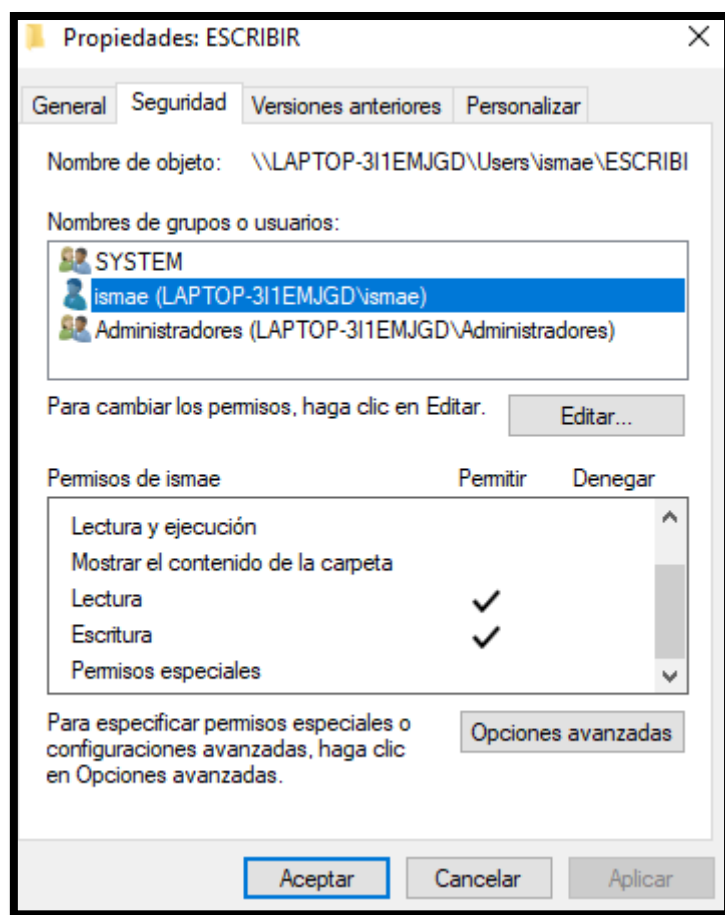 Propiedades: ESCRIBIR
General Seguridad Versiones anteriores Personalizar
Nombre de objeto: \\LAPTOP-3I1EMJGD\Users\ismae\ESCRIBI
Nombres de grupos o usuarios:
SYSTEM
ismae (LAPTOP-3I1EMJGD\ismae)
Administradores (LAPTOP-3I1EMJGD\Administradores)
Para cambiar los permisos, haga clic en Editar. Editar...
Permisos de ismae Permitir Denegar
Lectura y ejecución
Mostrar el contenido de la carpeta
Lectura
Escritura
Permisos especiales
Para especificar permisos especiales o
configuraciones avanzadas, haga clic
en Opciones avanzadas.
Opciones avanzadas
Aceptar Cancelar Aplicar